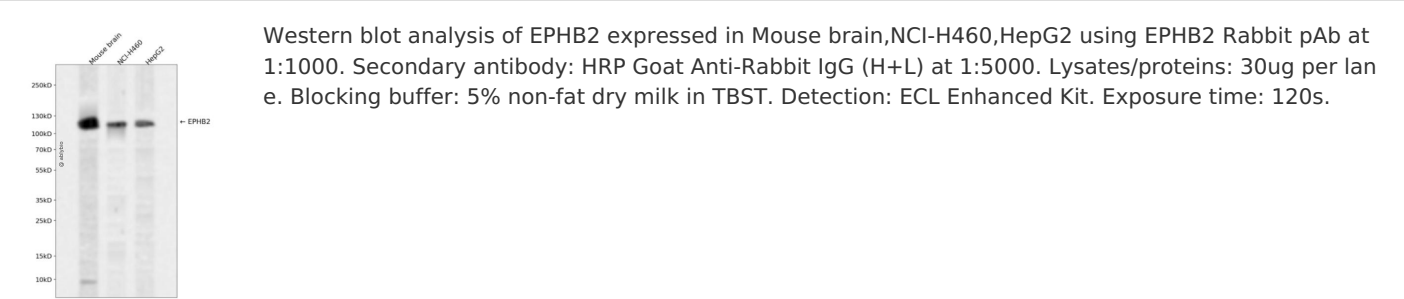 Western blot analysis of EPHB2 expressed in Mouse brain,NCI-H460,HepG2 using EPHB2 Rabbit pAb at
1:1000. Secondary antibody: HRP Goat Anti-Rabbit IgG (H+L) at 1:5000. Lysates/proteins: 30ug per lan
e. Blocking buffer: 5% non-fat dry milk in TBST. Detection: ECL Enhanced Kit. Exposure time: 120s.
Mouse brain
NCI-H460
HepG2
250kD
130kD
← EPHB2
100kD
70kD
55kD
35kD
25kD
15kD
10kD